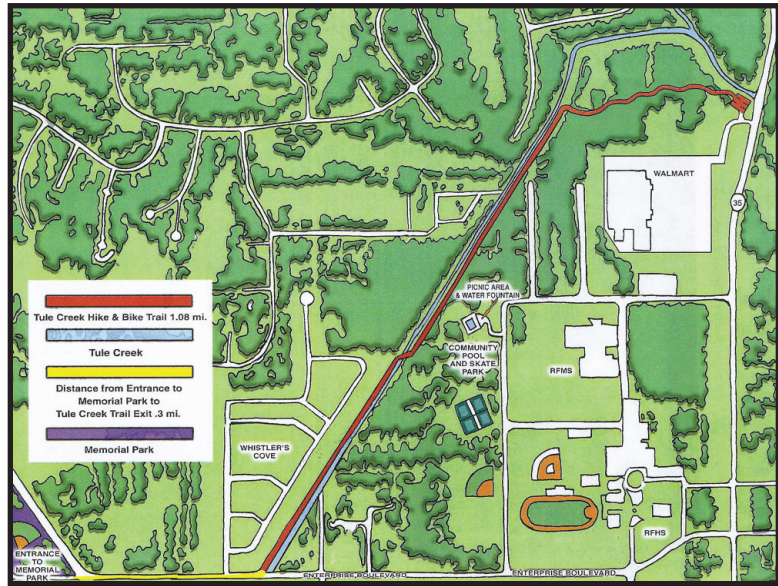 WALMART
35
PICNIC AREA
& WATER FOUNTAIN
Tule Creek Hike & Bike Trail 1.08 mi.
Tule Creek
Distance from Entrance to
Memorial Park to
Tule Creek Trail Exit .3 mi.
Memorial Park
COMMUNITY
POOL
AND SKATE
PARK
RFMS
WHISTLER'S
COVE
RFHS
ENTRANCE
TO
MEMORIAL
PARK
ENTERPRISE BOULEVARD
ENTERPRISE BOULEVARD